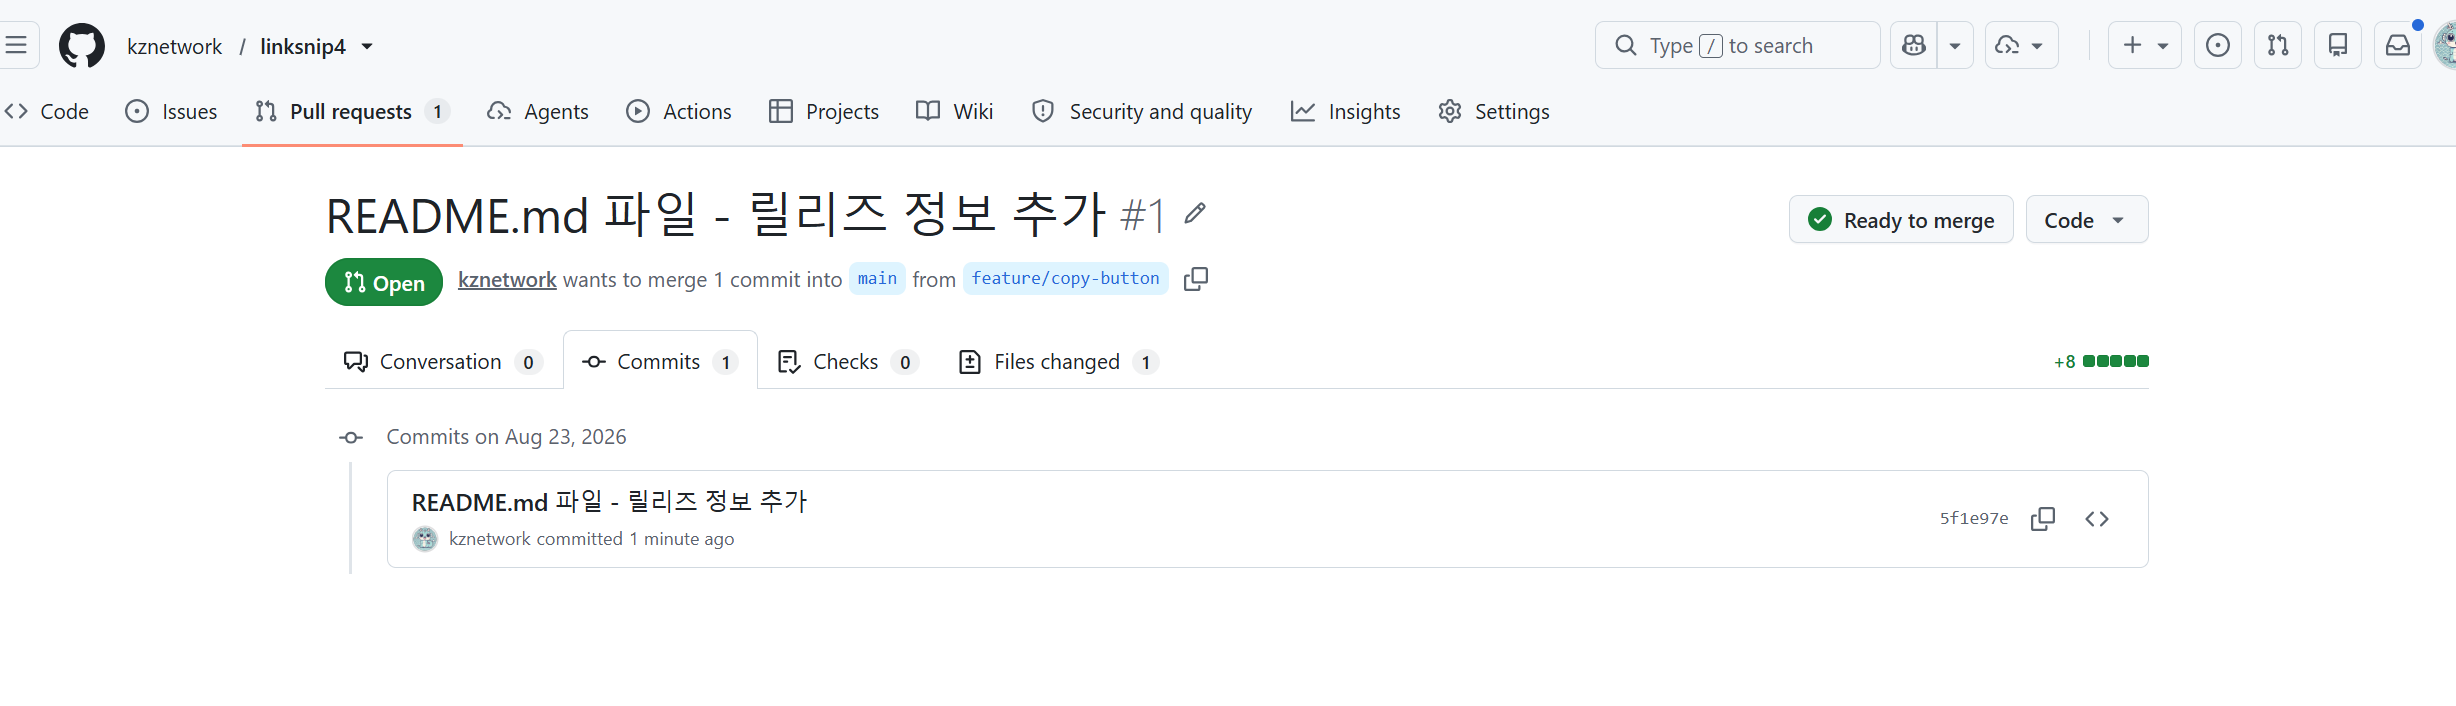 kznetwork / linksnip4
Type / to search
Code
Issues
Pull requests 1
Agents
Actions
Projects
Wiki
Security and quality
Insights
Settings
README.md 파일 - 릴리즈 정보 추가 #1
Ready to merge
Code
Open
kznetwork wants to merge 1 commit into main from feature/copy-button
Conversation 0
Commits 1
Checks 0
Files changed 1
+8
Commits on Aug 23, 2026
README.md 파일 - 릴리즈 정보 추가
kznetwork committed 1 minute ago
5f1e97e